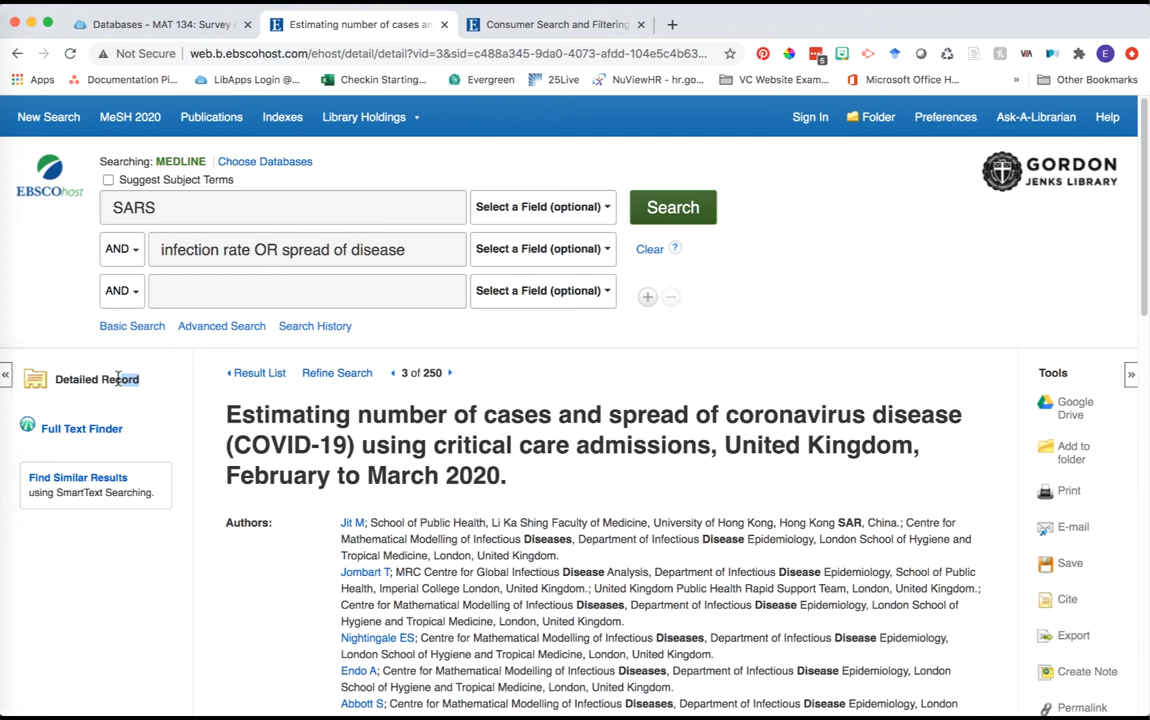 Databases - MAT 134: Survey
Estimating number of cases an
Consumer Search and Filtering
Not Secure
web.b.ebscohost.com/ehost/detail/detail?vid=3&sid=c488a345-9da0-4073-afdd-104e5c4b63...
5
VIA
E
Apps
Documentation Pi...
LibApps Login @...
Checkin Starting...
Evergreen
25Live
NuViewHR - hr.go...
VC Website Exam...
Microsoft Office H...
»
Other Bookmarks
New Search
MeSH 2020
Publications
Indexes
Library Holdings
Sign In
Folder
Preferences
Ask-A-Librarian
Help
EBSCOhost
Searching: MEDLINE
Choose Databases
Suggest Subject Terms
GORDON
JENKS LIBRARY
SARS
Select a Field (optional)
Search
AND
infection rate OR spread of disease
Select a Field (optional)
Clear
?
AND
Select a Field (optional)
Basic Search
Advanced Search
Search History
«
Detailed Record
Full Text Finder
Find Similar Results
using SmartText Searching.
Result List
Refine Search
3 of 250
Estimating number of cases and spread of coronavirus disease
(COVID-19) using critical care admissions, United Kingdom,
February to March 2020.
Authors:
Jit M; School of Public Health, Li Ka Shing Faculty of Medicine, University of Hong Kong, Hong Kong SAR, China.; Centre for
Mathematical Modelling of Infectious Diseases, Department of Infectious Disease Epidemiology, London School of Hygiene and
Tropical Medicine, London, United Kingdom.
Jombart T; MRC Centre for Global Infectious Disease Analysis, Department of Infectious Disease Epidemiology, School of Public
Health, Imperial College London, United Kingdom.; United Kingdom Public Health Rapid Support Team, London, United Kingdom.;
Centre for Mathematical Modelling of Infectious Diseases, Department of Infectious Disease Epidemiology, London School of
Hygiene and Tropical Medicine, London, United Kingdom.
Nightingale ES; Centre for Mathematical Modelling of Infectious Diseases, Department of Infectious Disease Epidemiology,
London School of Hygiene and Tropical Medicine, London, United Kingdom.
Endo A; Centre for Mathematical Modelling of Infectious Diseases, Department of Infectious Disease Epidemiology, London
School of Hygiene and Tropical Medicine, London, United Kingdom.
Abbott S; Centre for Mathematical Modelling of Infectious Diseases, Department of Infectious Disease Epidemiology, London
Tools
»
Google
Drive
Add to
folder
Print
E-mail
Save
Cite
Export
Create Note
Permalink